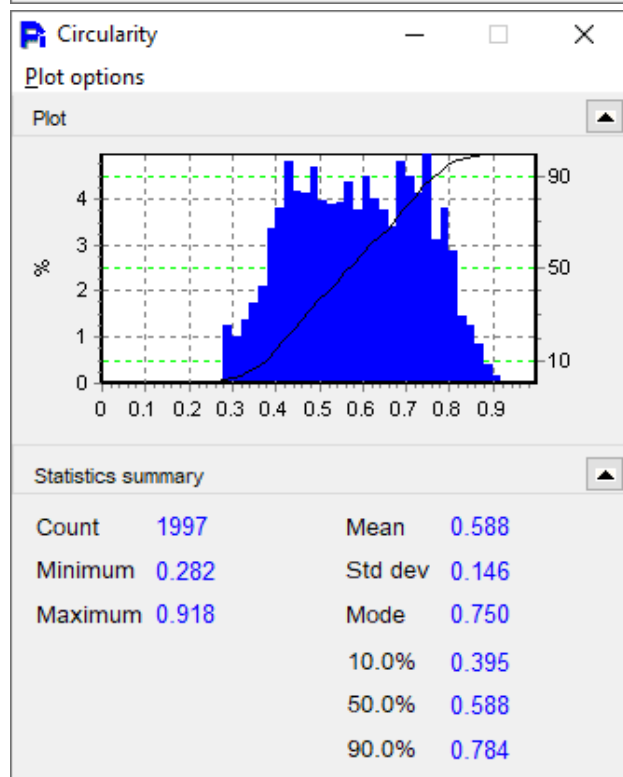 Circularity
Plot options
Plot
%
4
3
2
1
0
90
50
10
0 0.1 0.2 0.3 0.4 0.5 0.6 0.7 0.8 0.9
Statistics summary
Count 1997 Mean 0.588
Minimum 0.282 Std dev 0.146
Maximum 0.918 Mode 0.750
10.0% 0.395
50.0% 0.588
90.0% 0.784